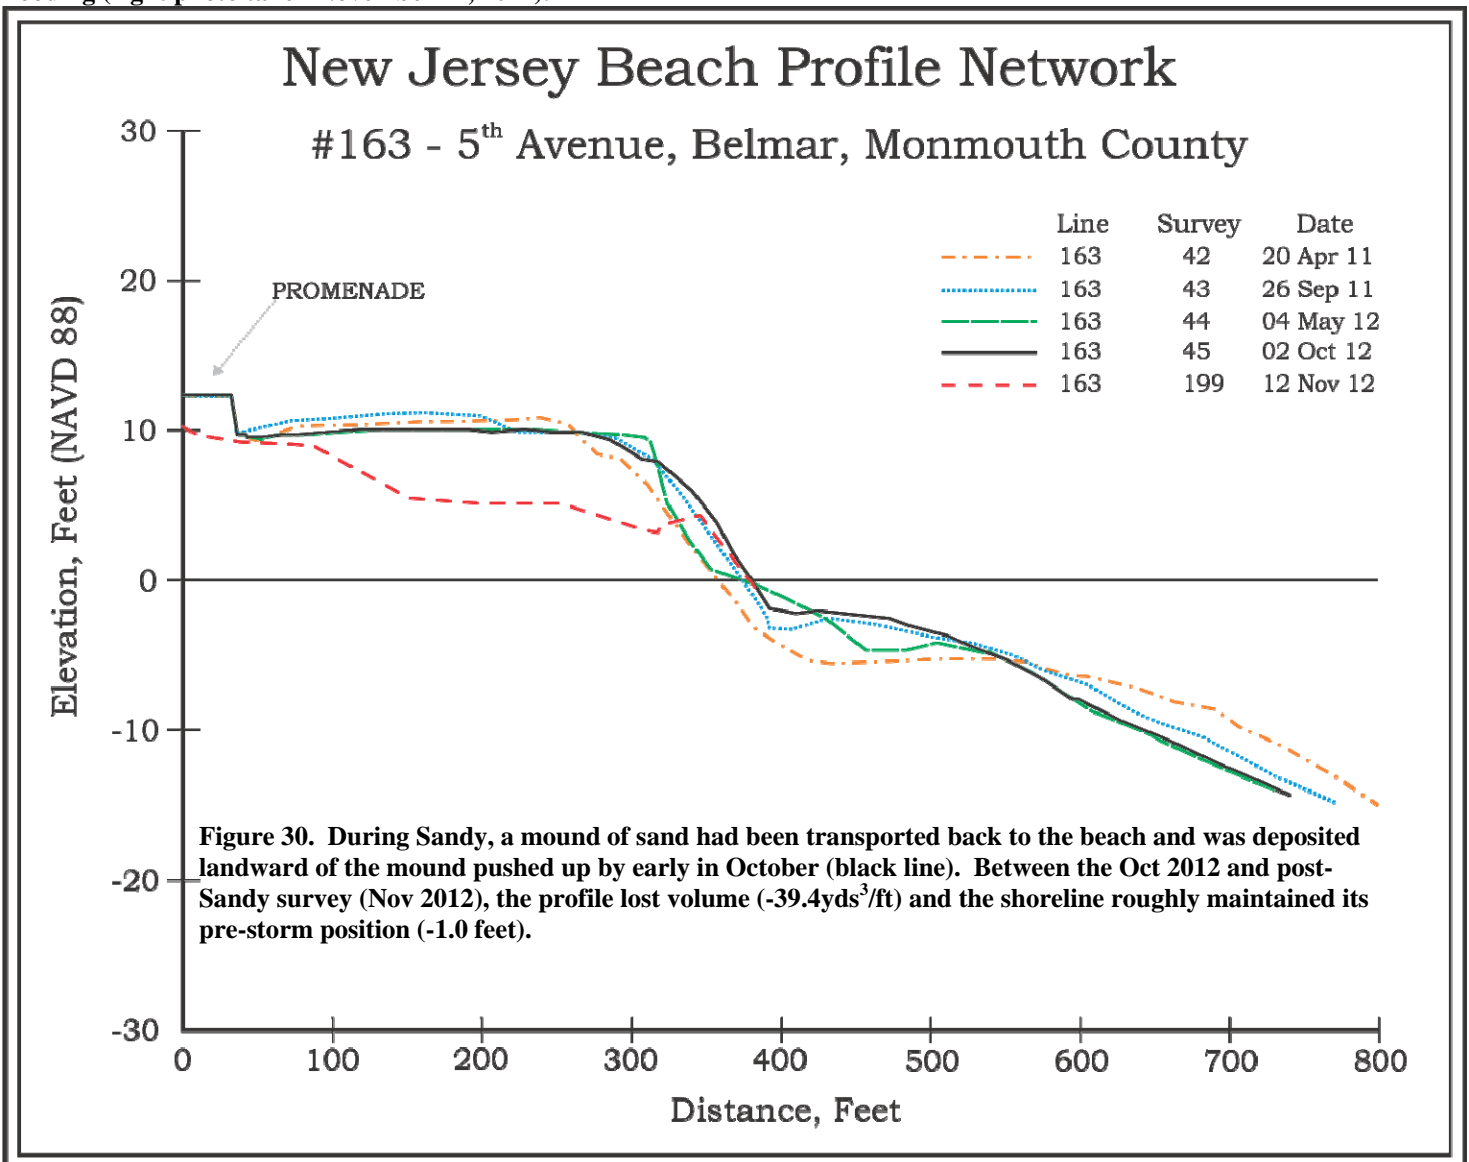 New Jersey Beach Profile Network
#163 - 5th Avenue, Belmar, Monmouth County
Line Survey Date
163 42 20 Apr 11
163 43 26 Sep 11
163 44 04 May 12
163 45 02 Oct 12
163 199 12 Nov 12
PROMENADE
Elevation, Feet (NAVD 88)
30
20
10
0
-10
-20
-30
Figure 30. During Sandy, a mound of sand had been transported back to the beach and was deposited
landward of the mound pushed up by early in October (black line). Between the Oct 2012 and post-
Sandy survey (Nov 2012), the profile lost volume (-39.4yds3/ft) and the shoreline roughly maintained its
pre-storm position (-1.0 feet).
0 100 200 300 400 500 600 700 800
Distance, Feet